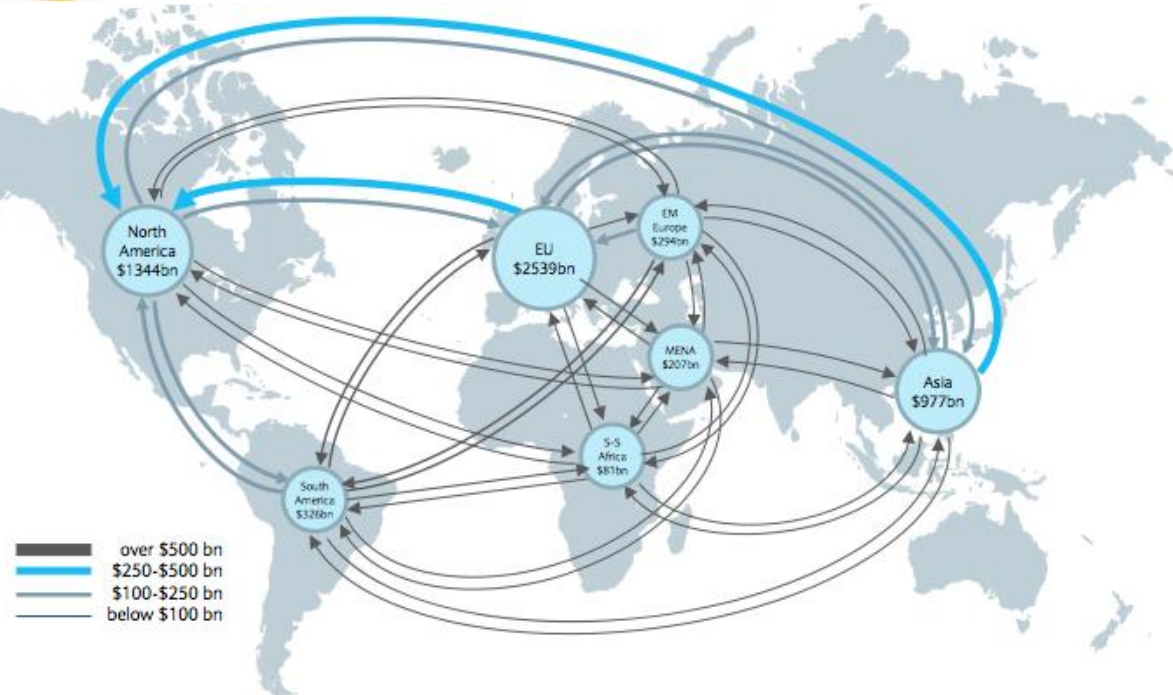 North
America
$1344bn
EU
$2539bn
EM
Europe
$294bn
MENA
$207bn
Asia
$977bn
S-S
Africa
$81bn
South
America
$326bn
over $500 bn
$250-$500 bn
$100-$250 bn
below $100 bn